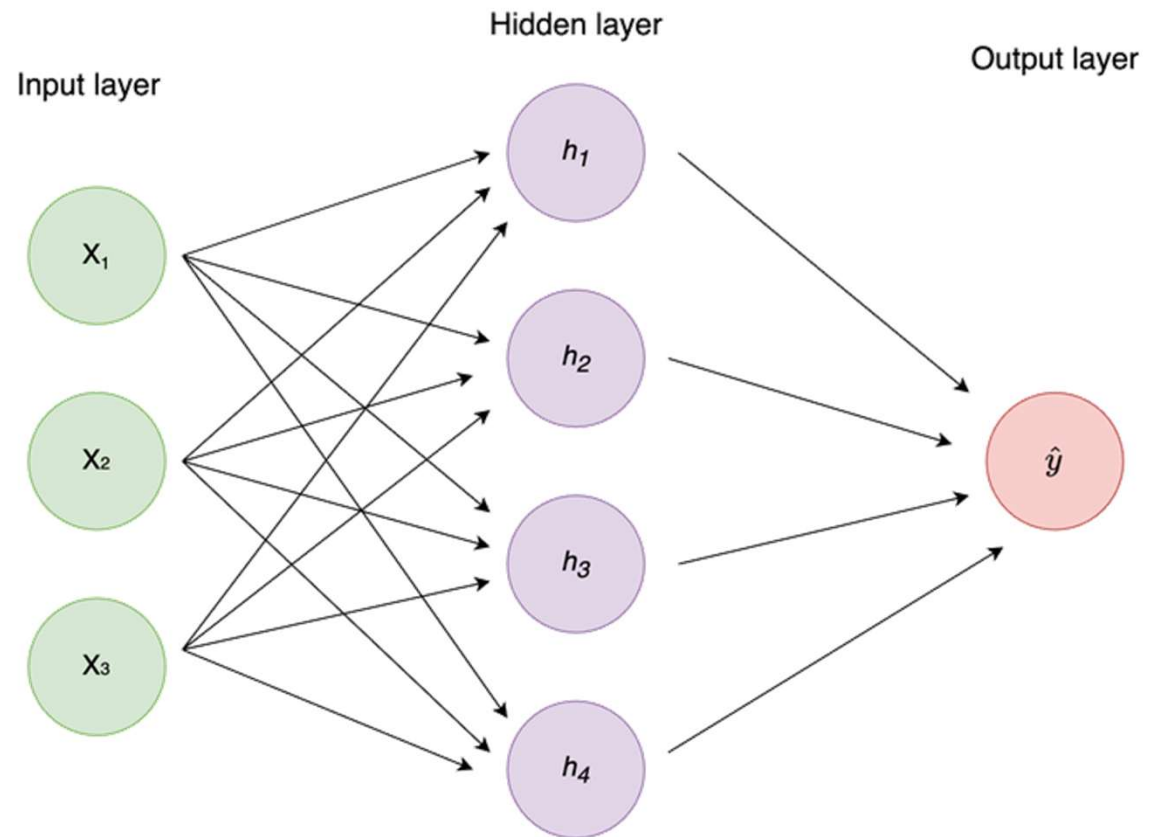 Hidden layer
Output layer
Input layer
h₁
X₁
h₂
X₂
ŷ
h₃
X₃
h₄